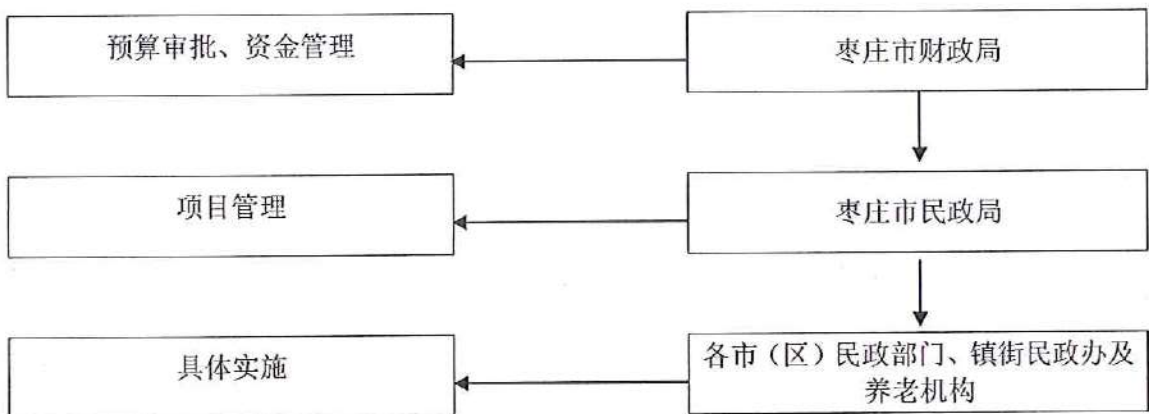 预算审批、资金管理
枣庄市财政局
项目管理
枣庄市民政局
具体实施
各市（区）民政部门、镇街民政办及
养老机构